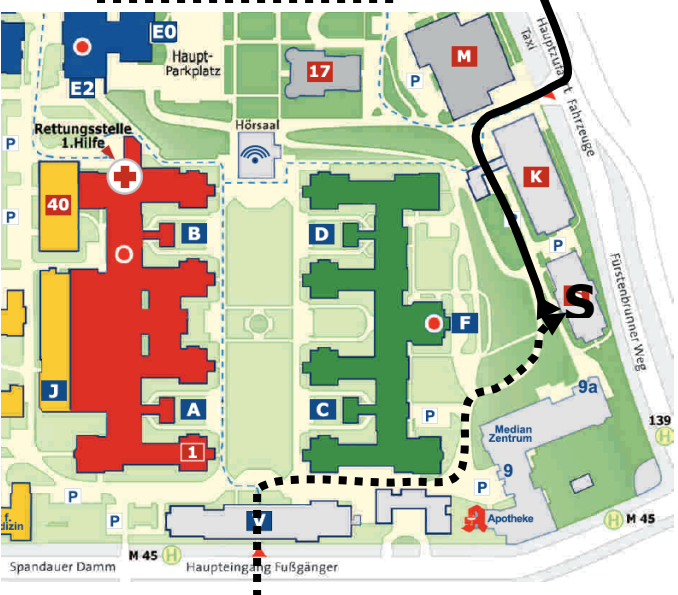 E0
Haupt-
Parkplatz
E2
17
M
P
Hauptzufahrt Fahrzeuge
Taxi
Rettungsstelle
1.Hilfe
Hörsaal
P
40
K
P
B
D
P
S
Fürstenbrunner Weg
F
J
A
C
P
9a
1
Median
Zentrum
139
H
9
P
P
P
V
Apotheke
H
M 45
M 45
H
Spandauer Damm
Haupteingang Fußgänger